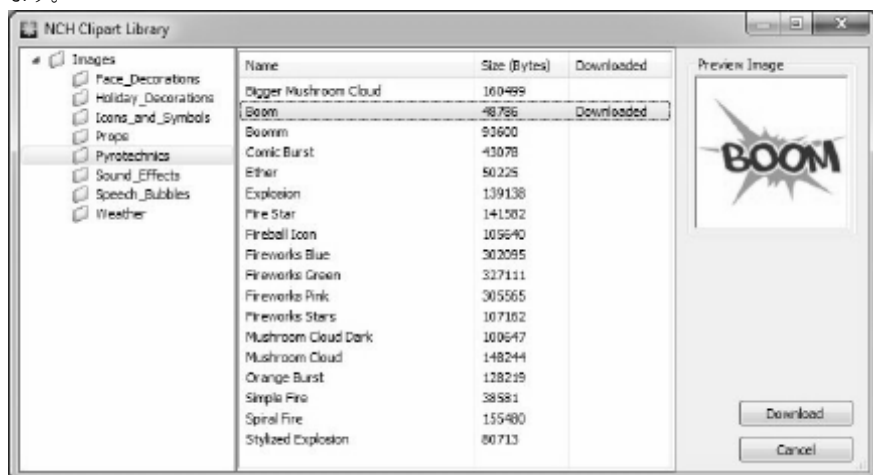 ます。
NCH Clipart Library
Images
Face_Decorations
Holiday_Decorations
Icons_and_Symbols
Props
Pyrotechnics
Sound_Effects
Speech_Bubbles
Weather
Name Size (Bytes) Downloaded
Bigger Mushroom Cloud 160499
Boom 48786 Downloaded
Boomm 93600
Comic Burst 43078
Ether 50225
Explosion 139138
Fire Star 141582
Fireball Icon 105640
Fireworks Blue 302095
Fireworks Green 327111
Fireworks Pink 305565
Fireworks Stars 107162
Mushroom Cloud Dark 100647
Mushroom Cloud 148244
Orange Burst 128219
Simple Fire 38581
Spiral Fire 155480
Stylized Explosion 80713
Preview Image
BOOM
Download
Cancel